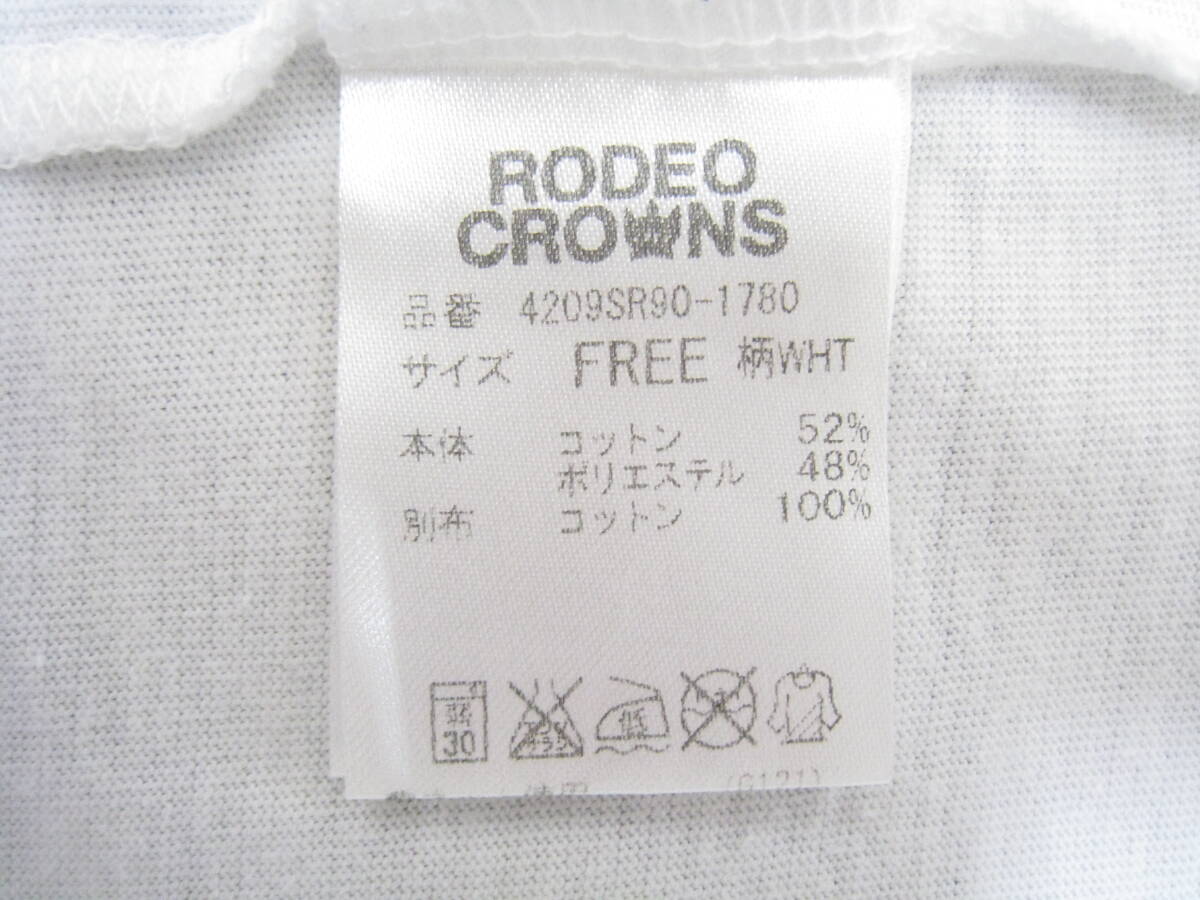 RODEO
CROWNS
品番 4209SR90-1780
サイズ FREE 柄WHT
本体 コットン 52%
ポリエステル 48%
別布 コットン 100%
弱
30
低